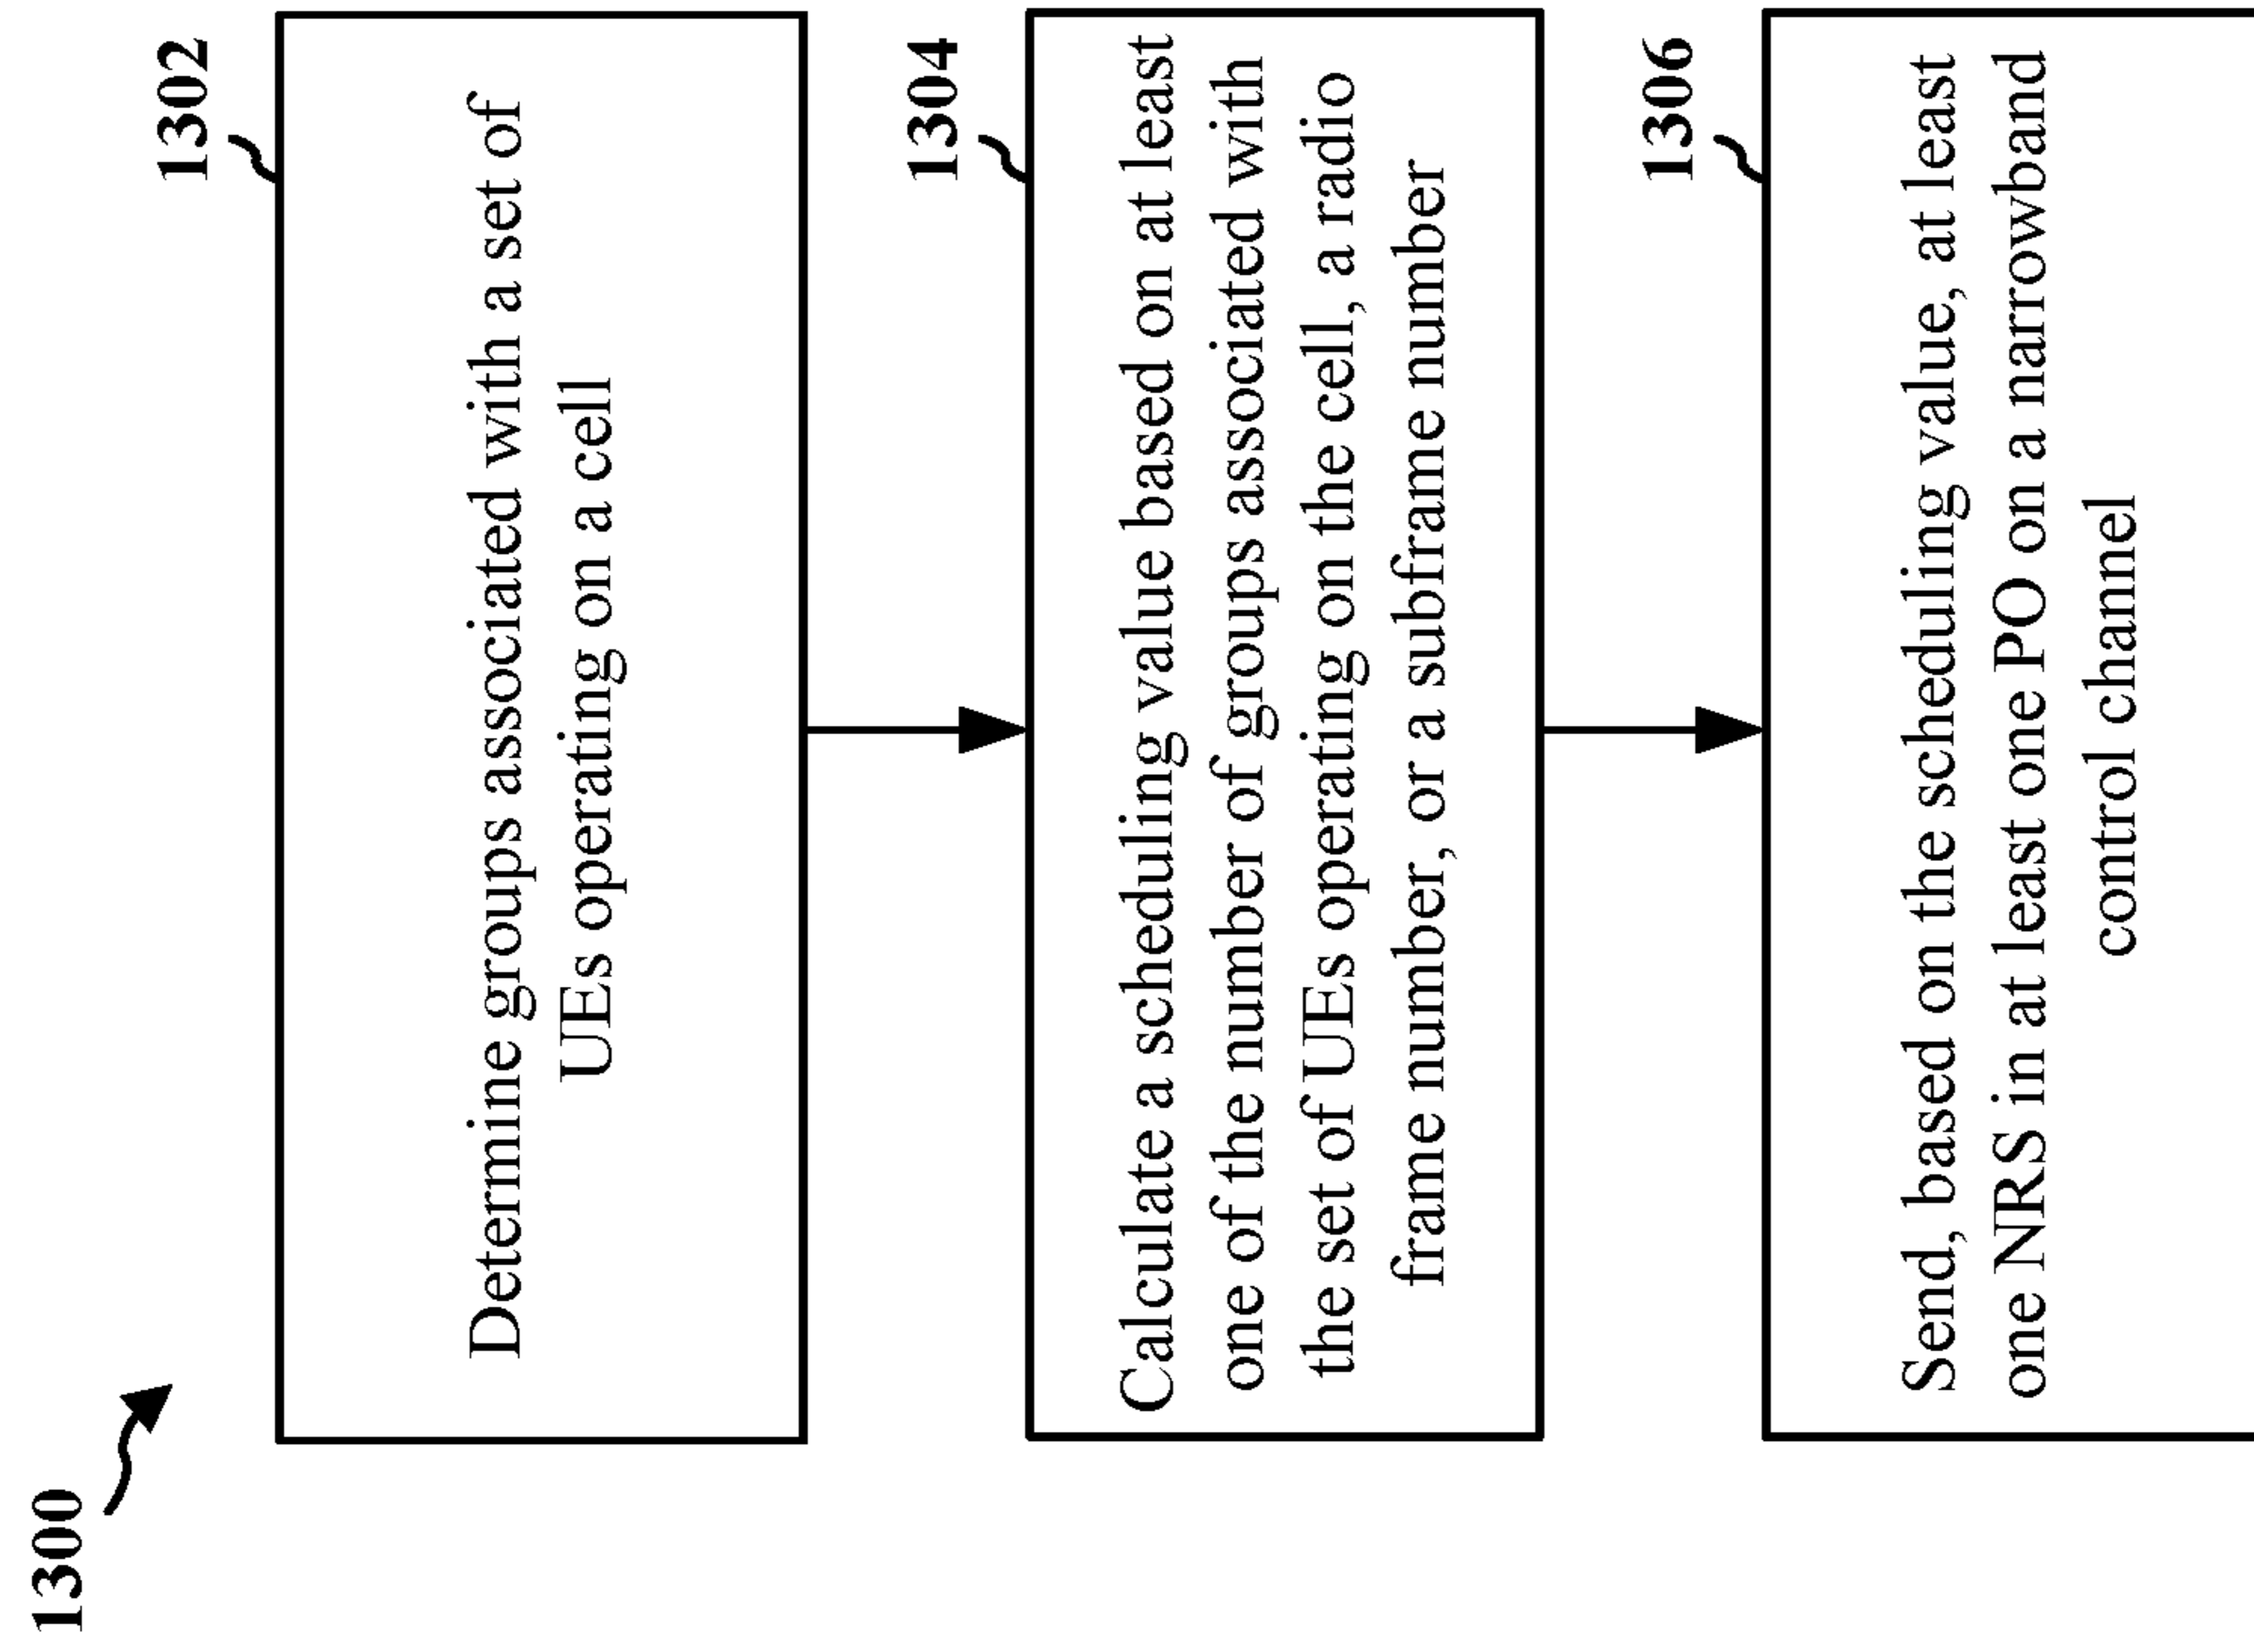 1300
1302
Determine groups associated with a set of
UEs operating on a cell
1304
Calculate a scheduling value based on at least
one of the number of groups associated with
the set of UEs operating on the cell, a radio
frame number, or a subframe number
1306
Send, based on the scheduling value, at least
one NRS in at least one PO on a narrowband
control channel